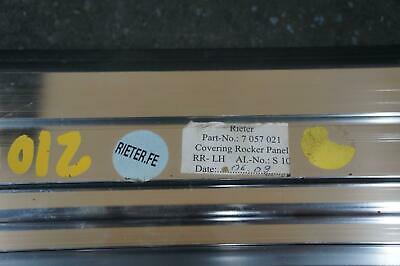 Rieter
Part-No.: 7 057 021
Covering Rocker Panel
RR- LH AI.-No.: S 10
Date:
RIETER.FE
012